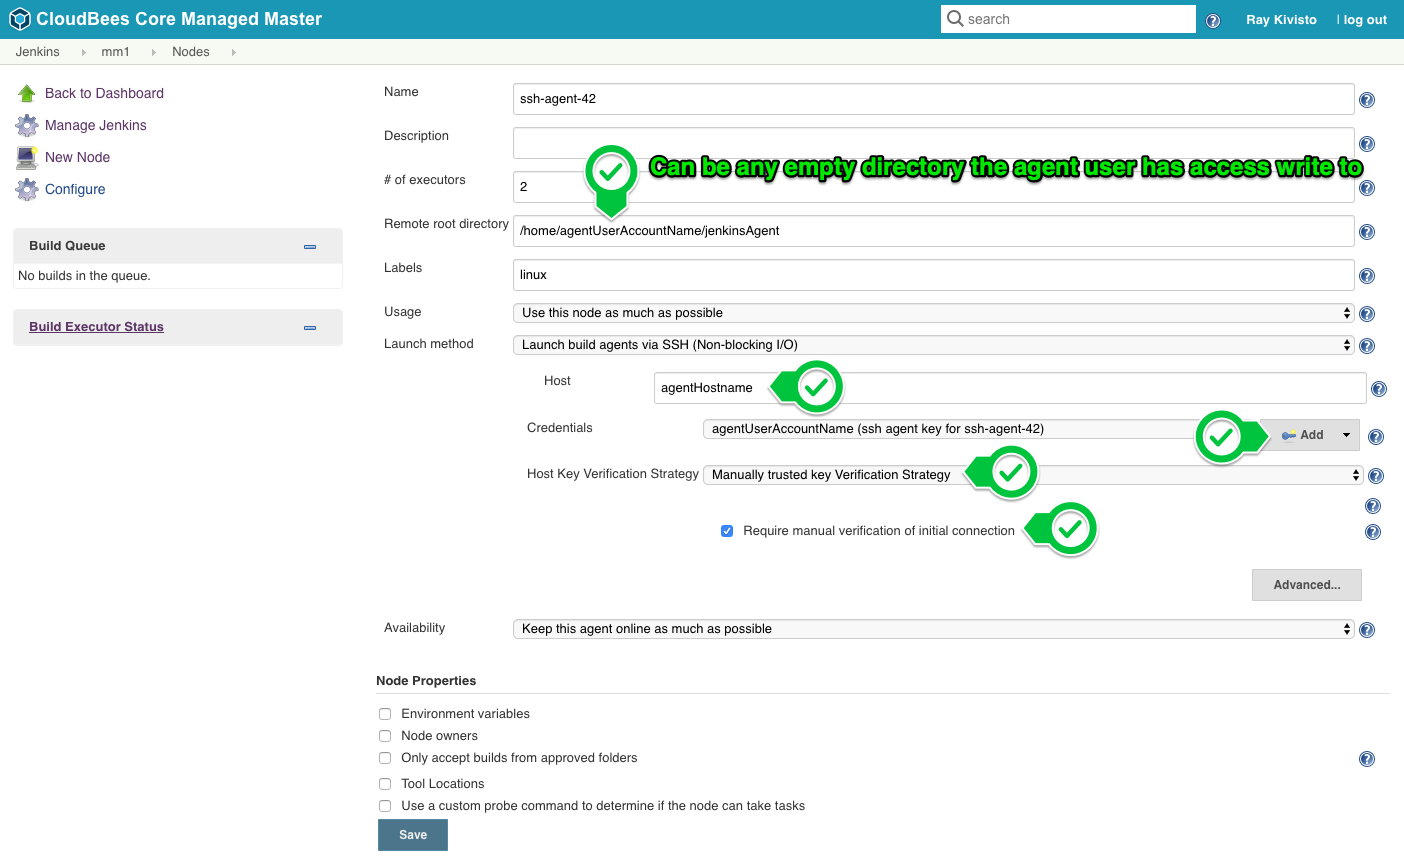 CloudBees Core Managed Master
search
Ray Kivisto
| log out
Jenkins
mm1
Nodes
Back to Dashboard
Manage Jenkins
New Node
Configure
Build Queue
No builds in the queue.
Build Executor Status
Name
ssh-agent-42
Description
Can be any empty directory the agent user has access write to
# of executors
2
Remote root directory
/home/agentUserAccountName/jenkinsAgent
Labels
linux
Usage
Use this node as much as possible
Launch method
Launch build agents via SSH (Non-blocking I/O)
Host
agentHostname
Credentials
agentUserAccountName (ssh agent key for ssh-agent-42)
Add
Host Key Verification Strategy
Manually trusted key Verification Strategy
Require manual verification of initial connection
Advanced...
Availability
Keep this agent online as much as possible
Node Properties
Environment variables
Node owners
Only accept builds from approved folders
Tool Locations
Use a custom probe command to determine if the node can take tasks
Save